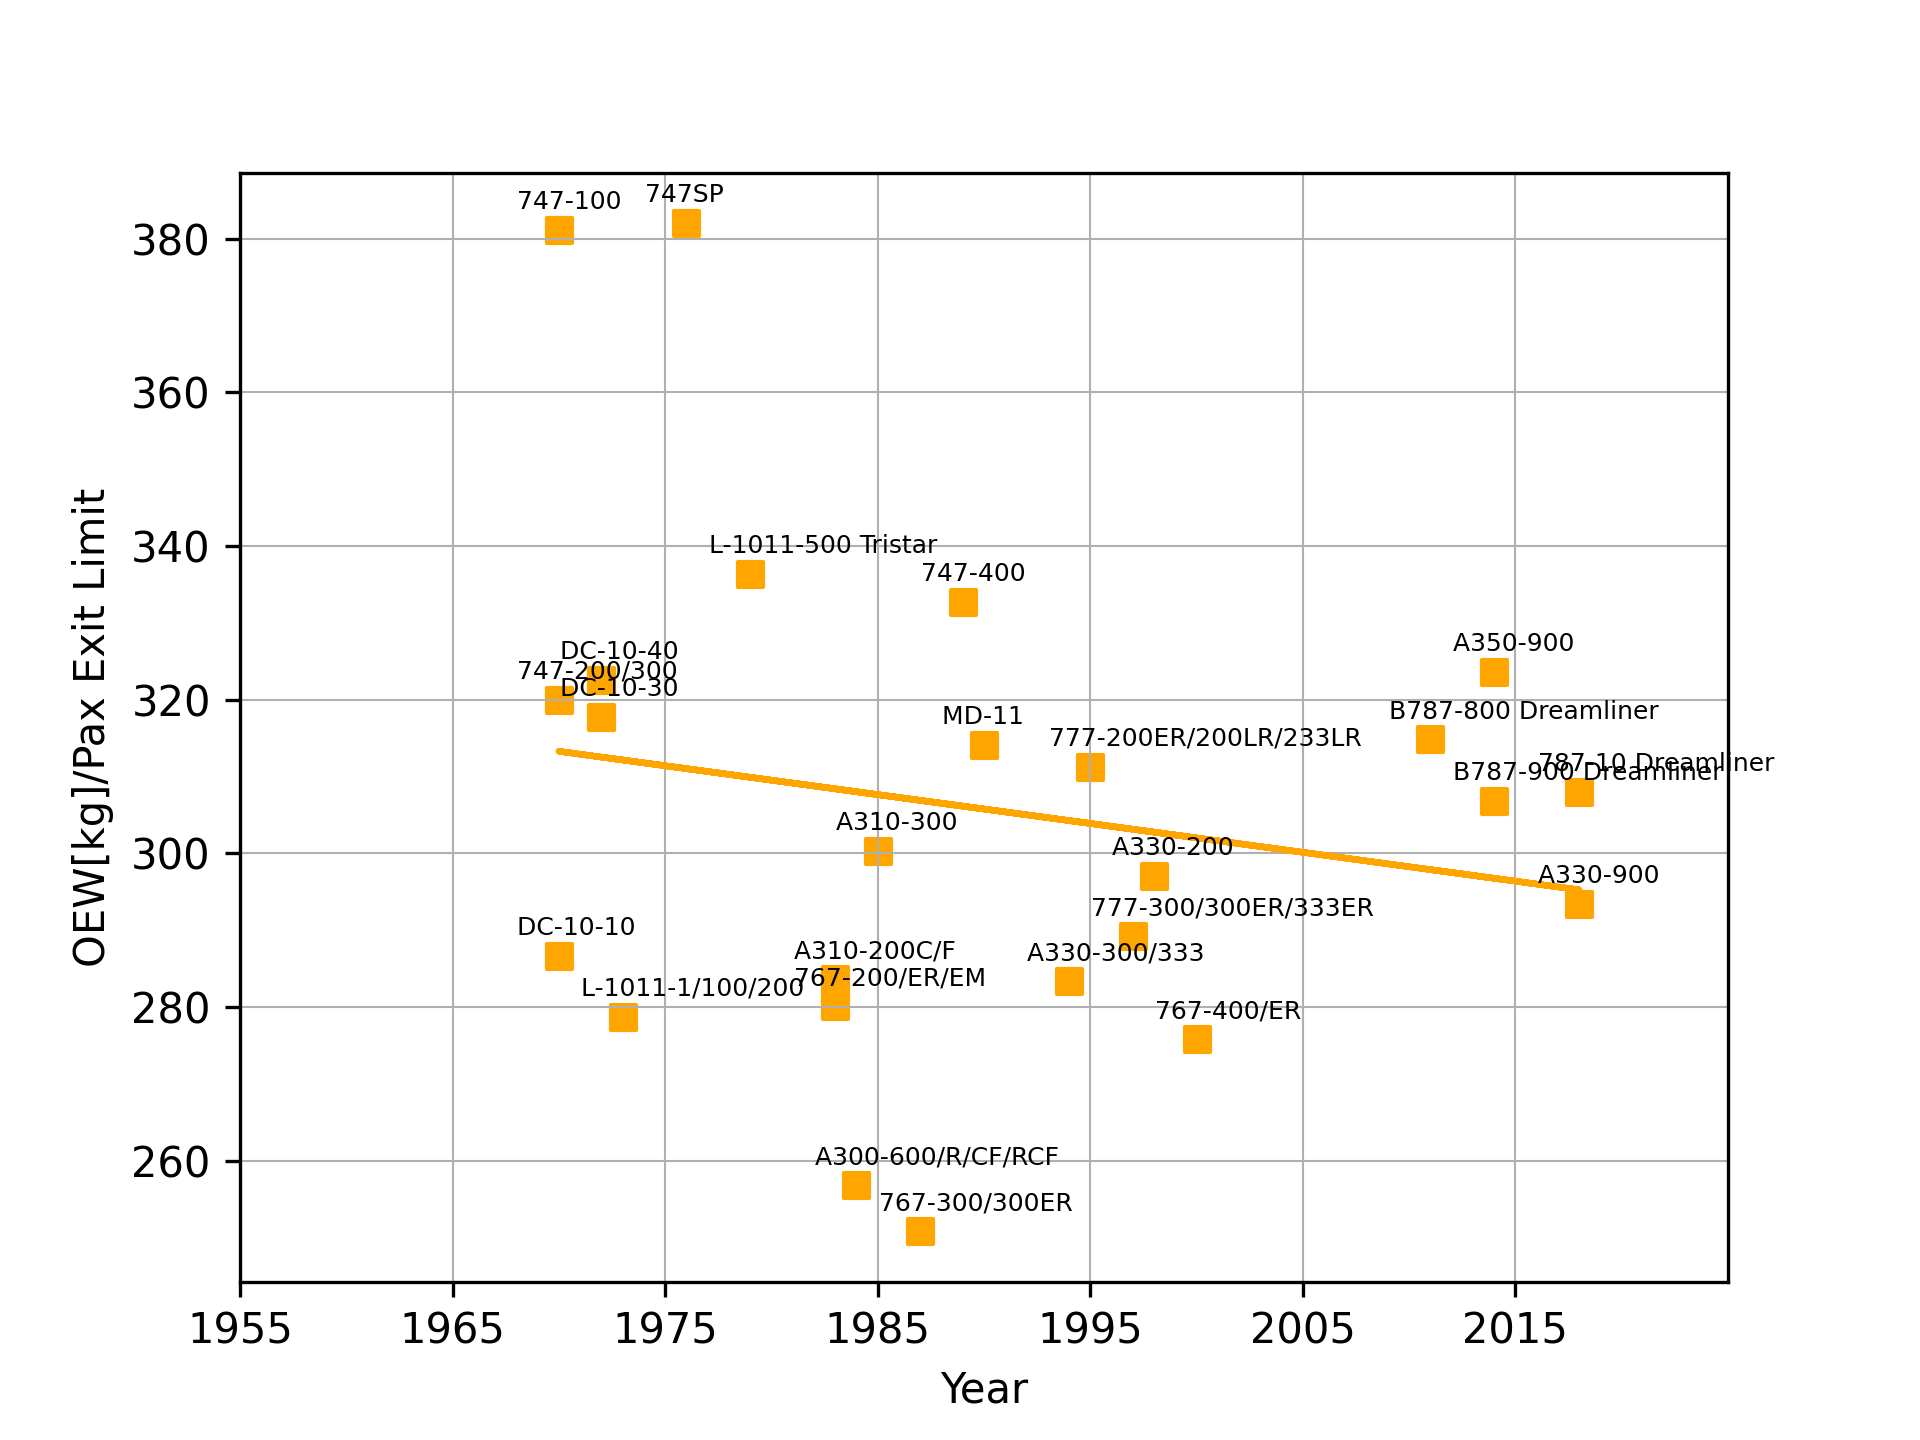 747-100
747SP
380
360
L-1011-500 Tristar
340
747-400
DC-10-40
A350-900
747-200/300
DC-10-30
320
B787-800 Dreamliner
MD-11
777-200ER/200LR/233LR
787-10 Dreamliner
B787-900 Dreamliner
A310-300
A330-200
300
A330-900
777-300/300ER/333ER
DC-10-10
A310-200C/F
A330-300/333
767-200/ER/EM
L-1011-1/100/200
280
767-400/ER
A300-600/R/CF/RCF
260
767-300/300ER
OEW[kg]/Pax Exit Limit
1955 1965 1975 1985 1995 2005 2015
Year